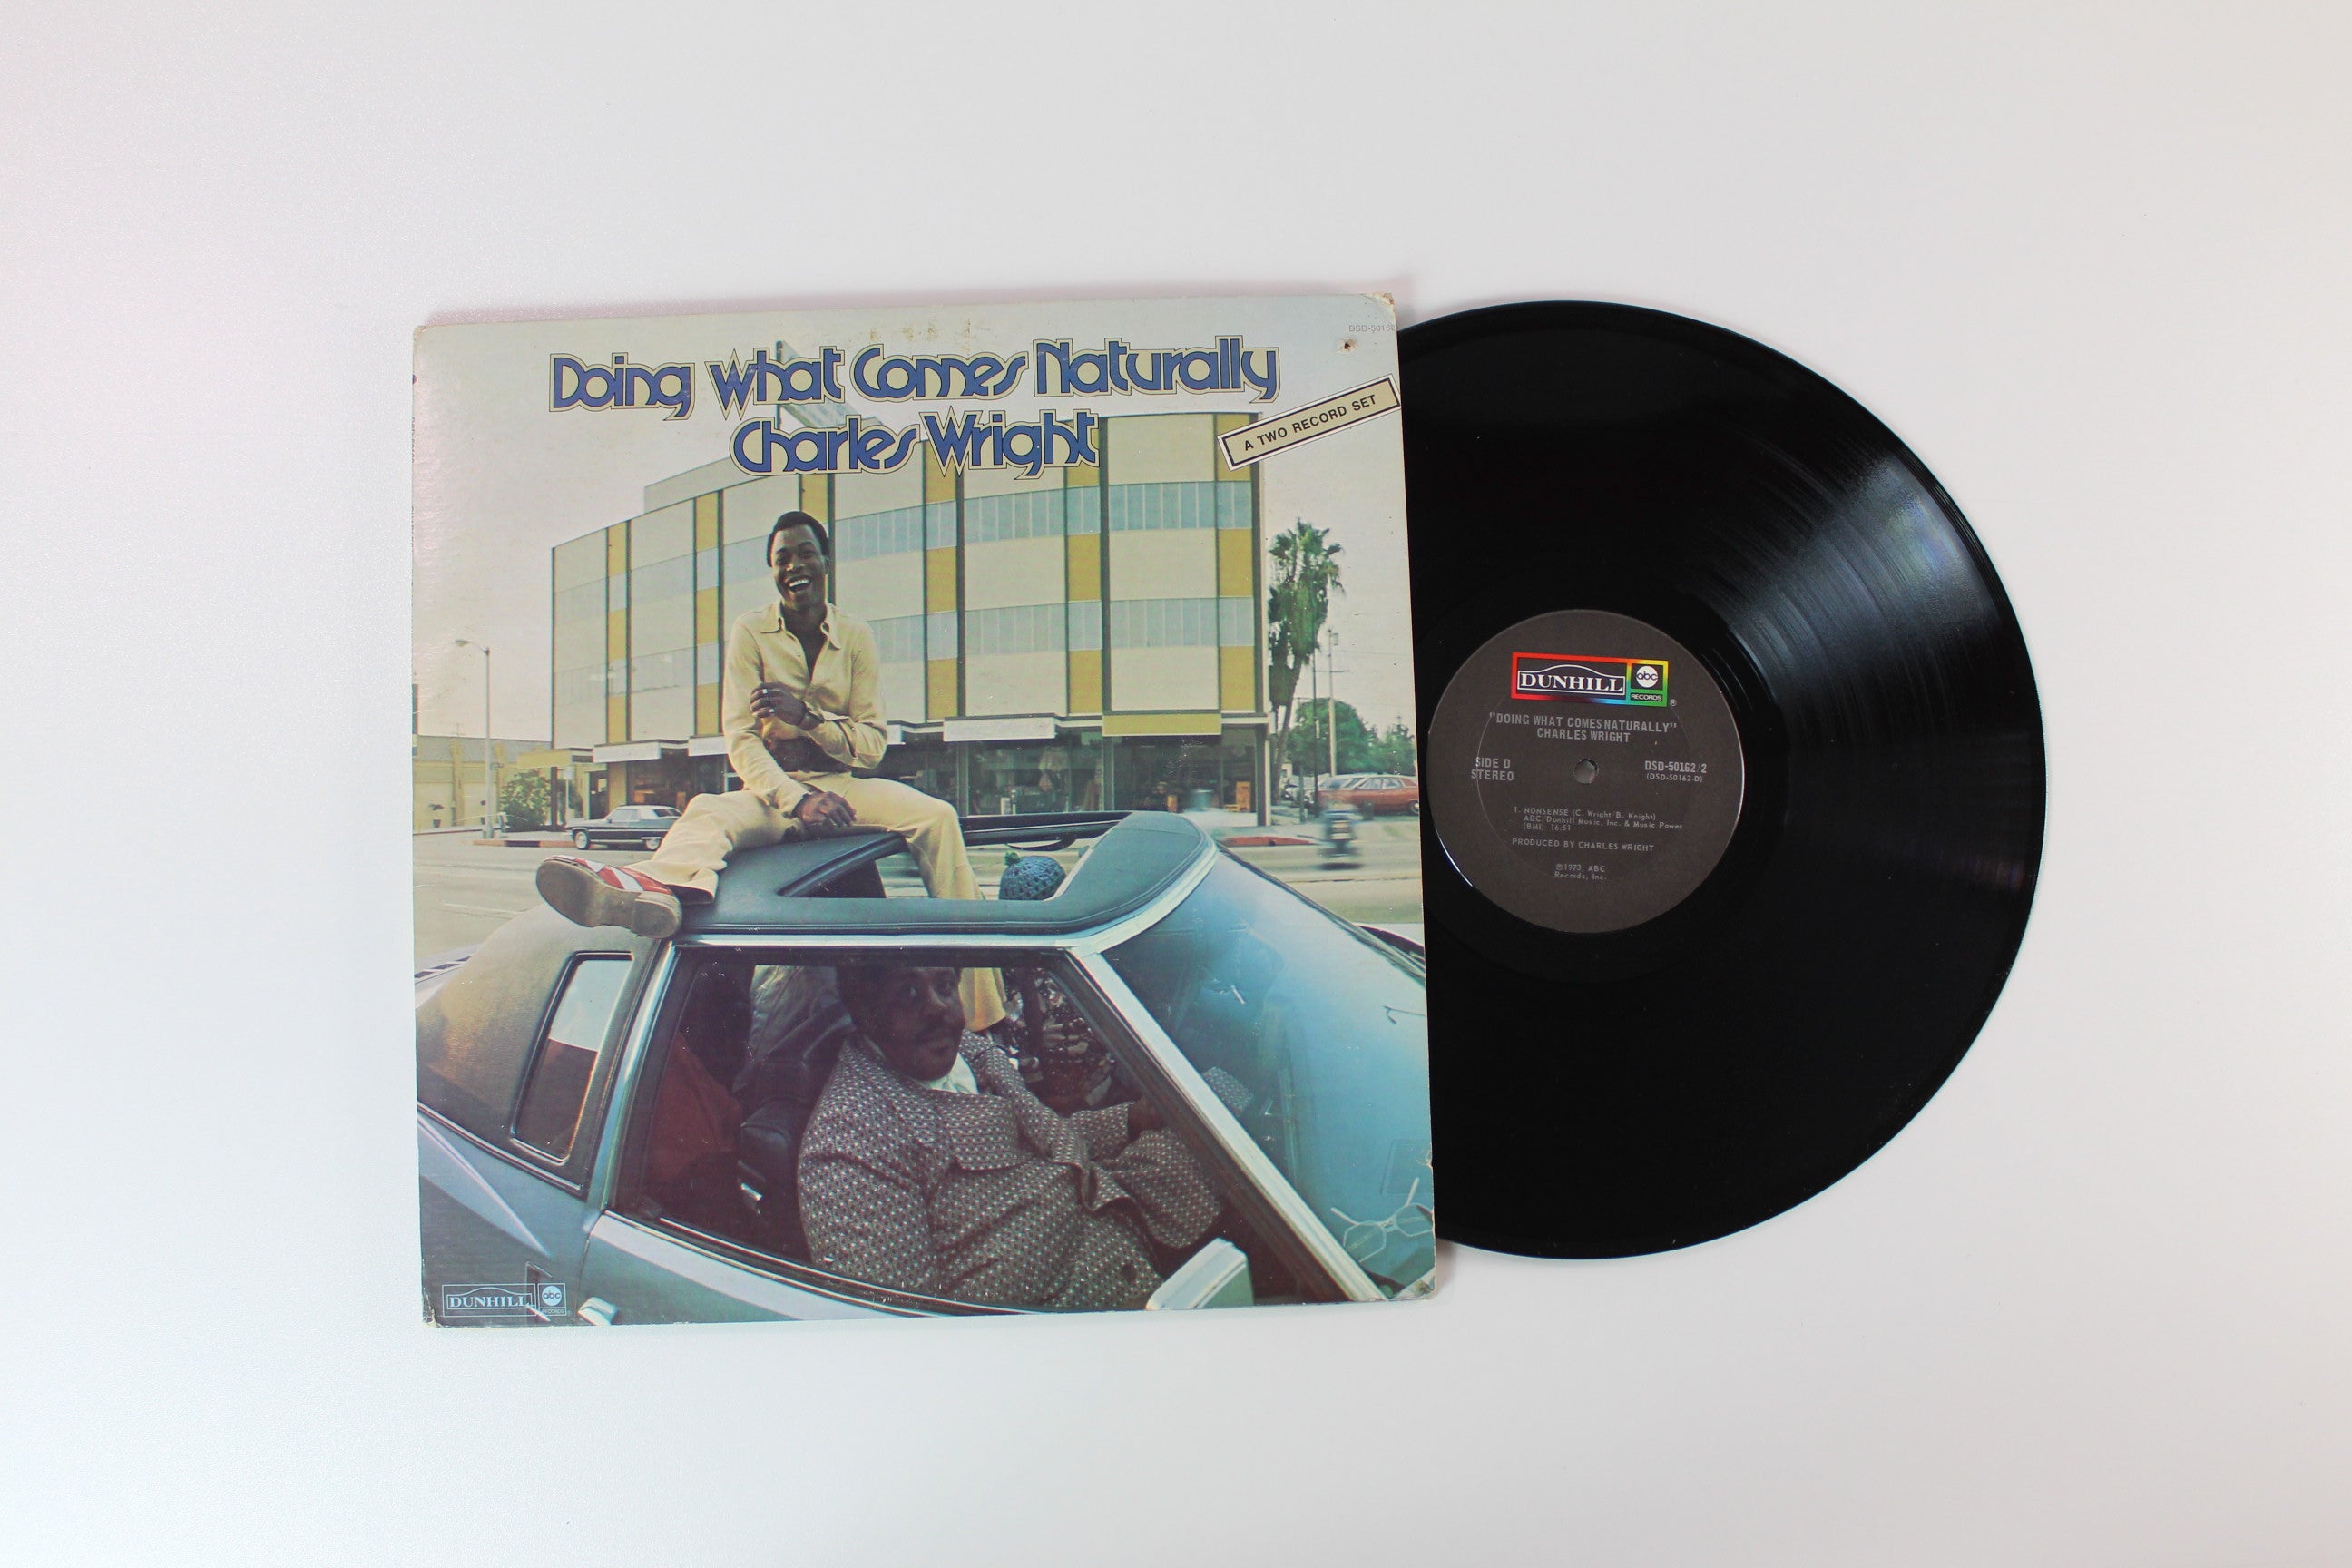 DSD-50162
Doing What Comes Naturally
Charles Wright
A TWO RECORD SET
DUNHILL abc RECORDS
DUNHILL abc RECORDS ®
"DOING WHAT COMES NATURALLY"
CHARLES WRIGHT
SIDE D
STEREO
DSD-50162/2
(DSD-50162-D)
1. NONSENSE (C. Wright/B. Knight)
ABC/Dunhill Music, Inc. & Music Power
(BMI) 16:51
PRODUCED BY CHARLES WRIGHT
℗1973, ABC
Records, Inc.